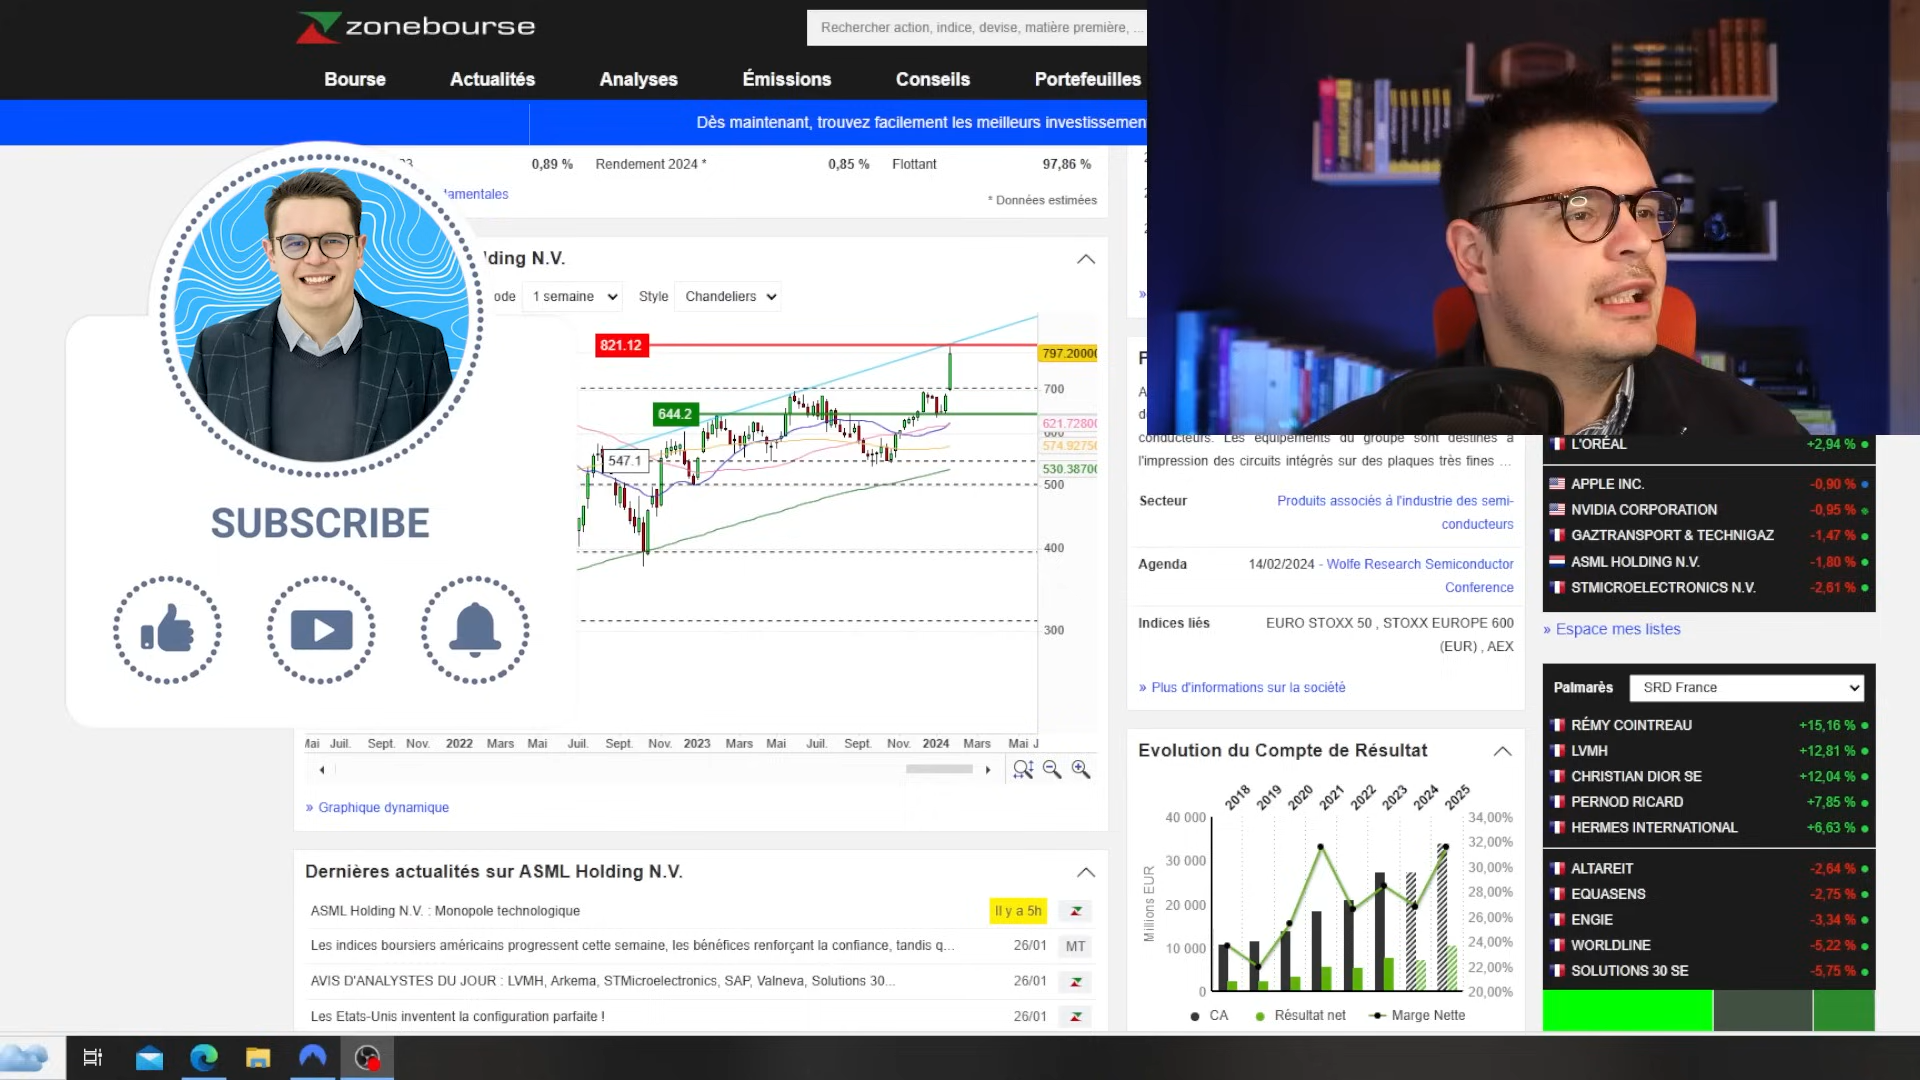 zonebourse
Rechercher action, indice, devise, matière première, ...
Bourse Actualités Analyses Émissions Conseils Portefeuilles
Dès maintenant, trouvez facilement les meilleurs investissemen
0,89 % Rendement 2024 * 0,85 % Flottant 97,86 %
amentales
* Données estimées
lding N.V.
ode 1 semaine Style Chandeliers
821.12
644.2
547.1
797.20000
700
621.7280
600
574.9275
530.3870
500
400
300
Mai Juil. Sept. Nov. 2022 Mars Mai Juil. Sept. Nov. 2023 Mars Mai Juil. Sept. Nov. 2024 Mars Mai J
» Graphique dynamique
SUBSCRIBE
Dernières actualités sur ASML Holding N.V.
ASML Holding N.V. : Monopole technologique Il y a 5h
Les indices boursiers américains progressent cette semaine, les bénéfices renforçant la confiance, tandis q... 26/01 MT
AVIS D'ANALYSTES DU JOUR : LVMH, Arkema, STMicroelectronics, SAP, Valneva, Solutions 30... 26/01
Les Etats-Unis inventent la configuration parfaite ! 26/01
conducteurs. Les équipements du groupe sont destinés à
l'impression des circuits intégrés sur des plaques très fines ...
Secteur Produits associés à l'industrie des semi-
conducteurs
Agenda 14/02/2024 - Wolfe Research Semiconductor
Conference
Indices liés EURO STOXX 50 , STOXX EUROPE 600
(EUR) , AEX
» Plus d'informations sur la société
Evolution du Compte de Résultat
2018 2019 2020 2021 2022 2023 2024 2025
40 000 34,00%
32,00%
30 000 30,00%
28,00%
20 000 26,00%
24,00%
10 000 22,00%
0 20,00%
Millions EUR
CA Résultat net Marge Nette
L'ORÉAL +2,94 %
APPLE INC. -0,90 %
NVIDIA CORPORATION -0,95 %
GAZTRANSPORT & TECHNIGAZ -1,47 %
ASML HOLDING N.V. -1,80 %
STMICROELECTRONICS N.V. -2,61 %
» Espace mes listes
Palmarès SRD France
RÉMY COINTREAU +15,16 %
LVMH +12,81 %
CHRISTIAN DIOR SE +12,04 %
PERNOD RICARD +7,85 %
HERMES INTERNATIONAL +6,63 %
ALTAREIT -2,64 %
EQUASENS -2,75 %
ENGIE -3,34 %
WORLDLINE -5,22 %
SOLUTIONS 30 SE -5,75 %